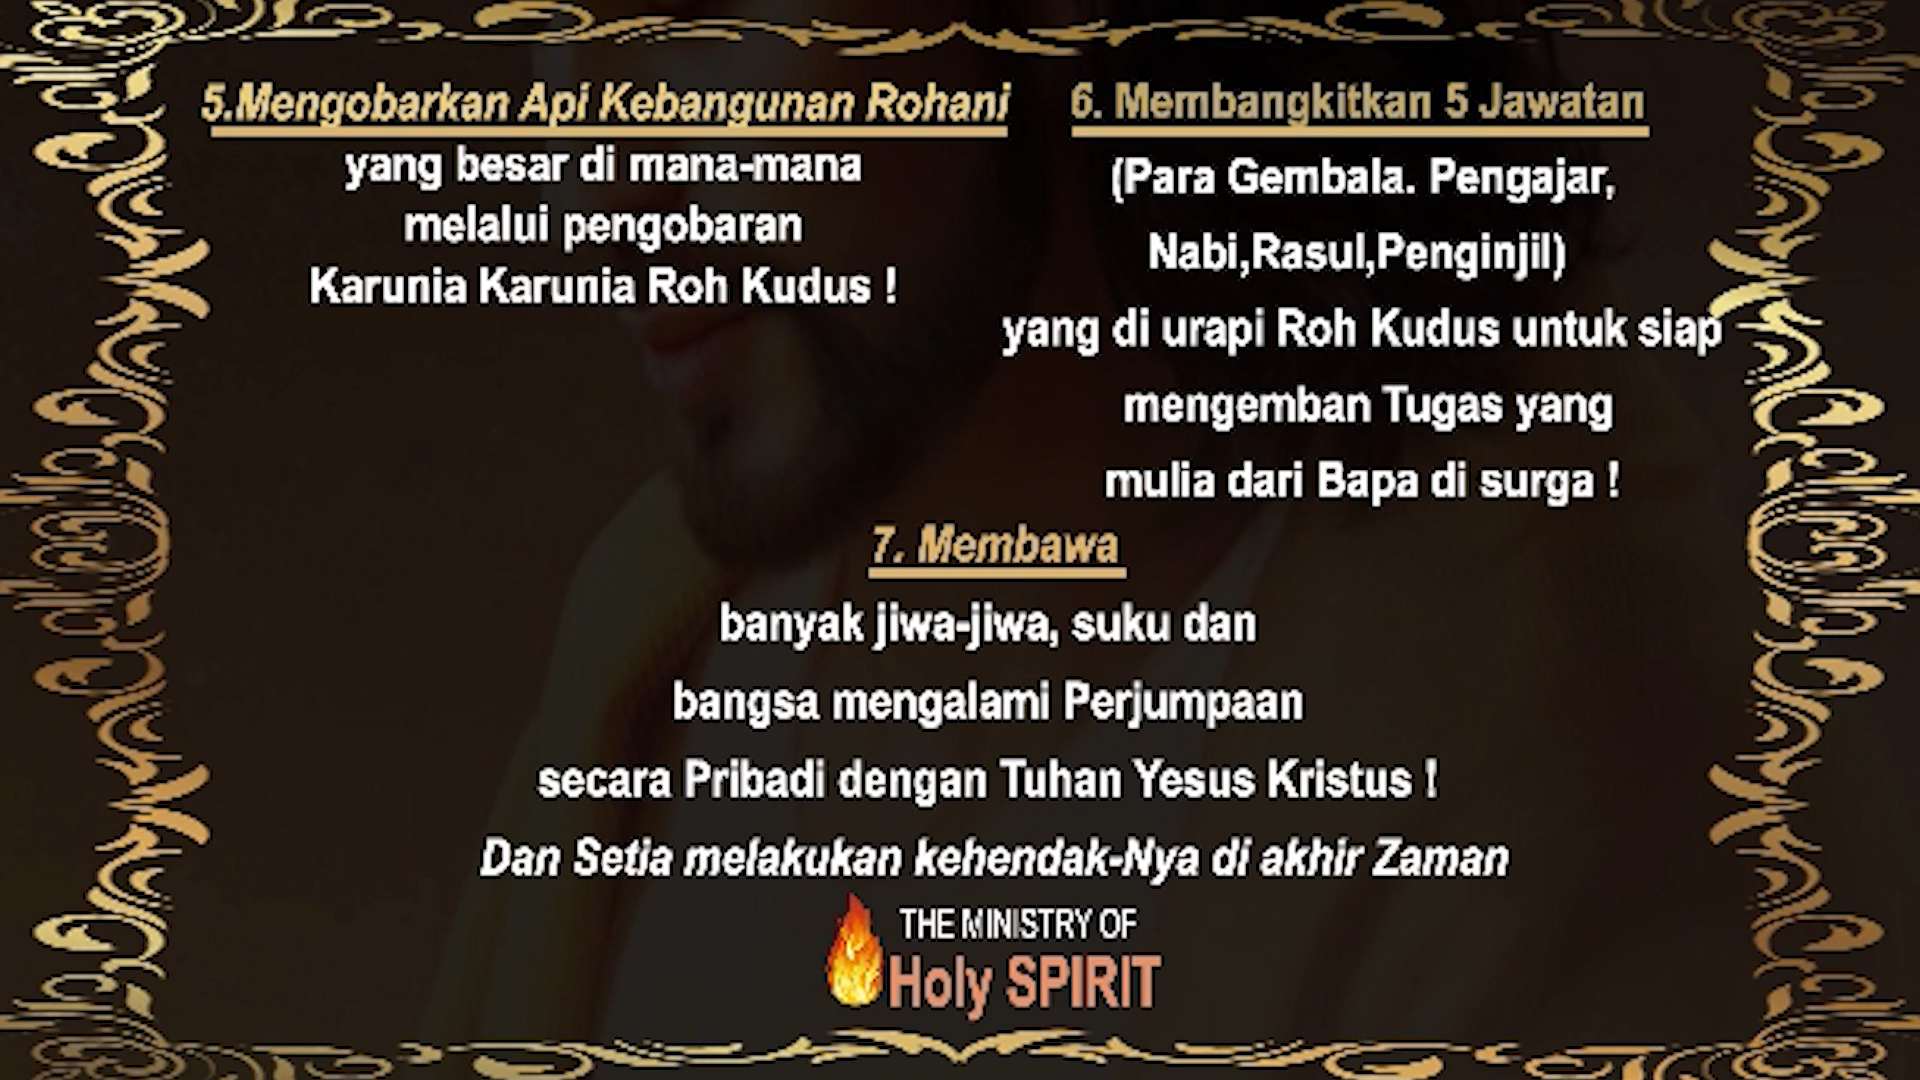 5.Mengobarkan Api Kebangunan Rohani
yang besar di mana-mana
melalui pengobaran
Karunia Karunia Roh Kudus !
6. Membangkitkan 5 Jawatan
(Para Gembala. Pengajar,
Nabi,Rasul,Penginjil)
yang di urapi Roh Kudus untuk siap
mengemban Tugas yang
mulia dari Bapa di surga !
7. Membawa
banyak jiwa-jiwa, suku dan
bangsa mengalami Perjumpaan
secara Pribadi dengan Tuhan Yesus Kristus !
Dan Setia melakukan kehendak-Nya di akhir Zaman
THE MINISTRY OF
Holy SPIRIT